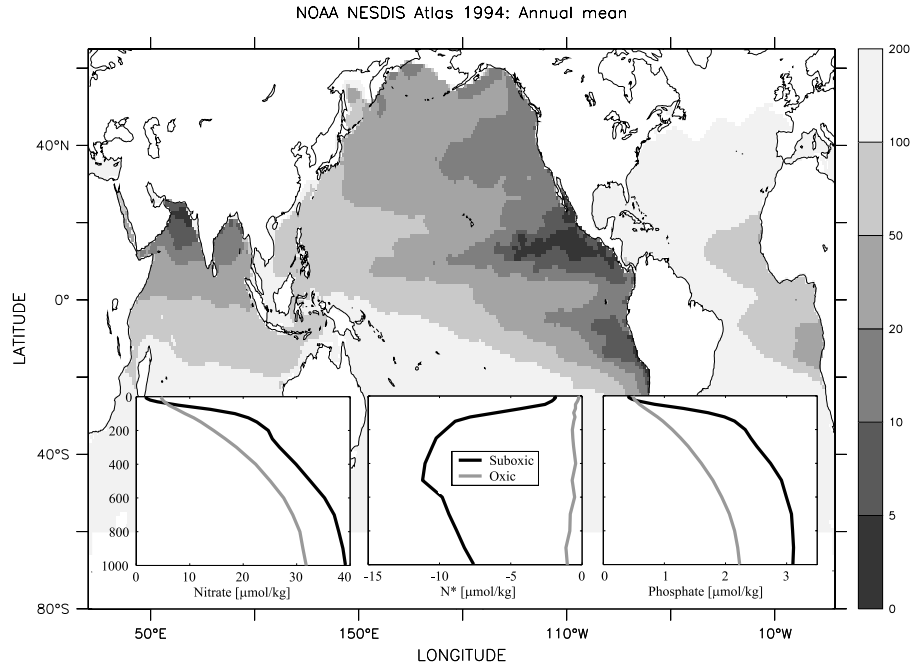 NOAA NESDIS Atlas 1994: Annual mean
200
100
50
20
10
5
0
40°N
0°
40°S
80°S
LATITUDE
0
200
400
600
800
1000
0 10 20 30 40
Nitrate [μmol/kg]
Suboxic
Oxic
-15 -10 -5 0
N* [μmol/kg]
0 1 2 3
Phosphate [μmol/kg]
50°E 150°E 110°W 10°W
LONGITUDE